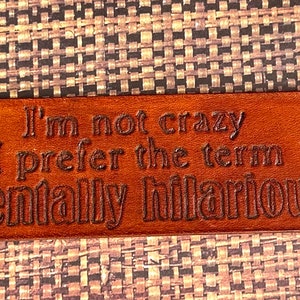 I'm not crazy
I prefer the term
entally hilariou